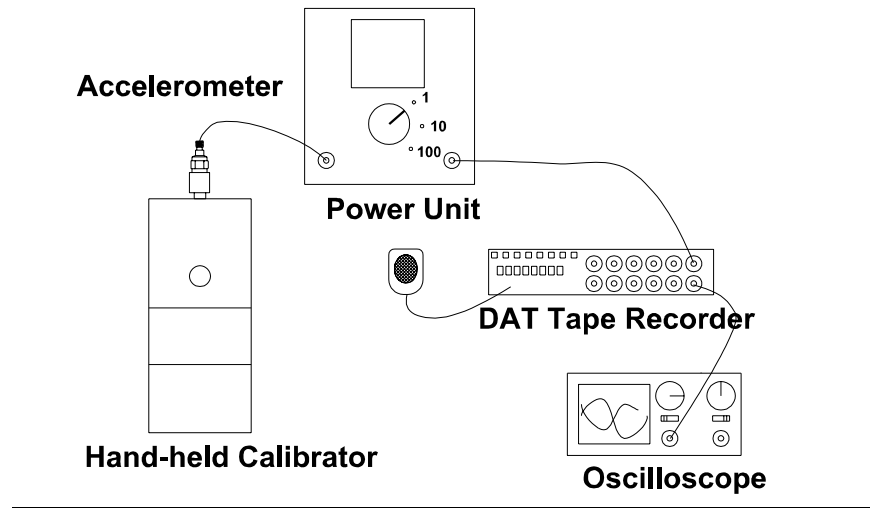 Accelerometer
1
10
100
Power Unit
DAT Tape Recorder
Hand-held Calibrator
Oscilloscope